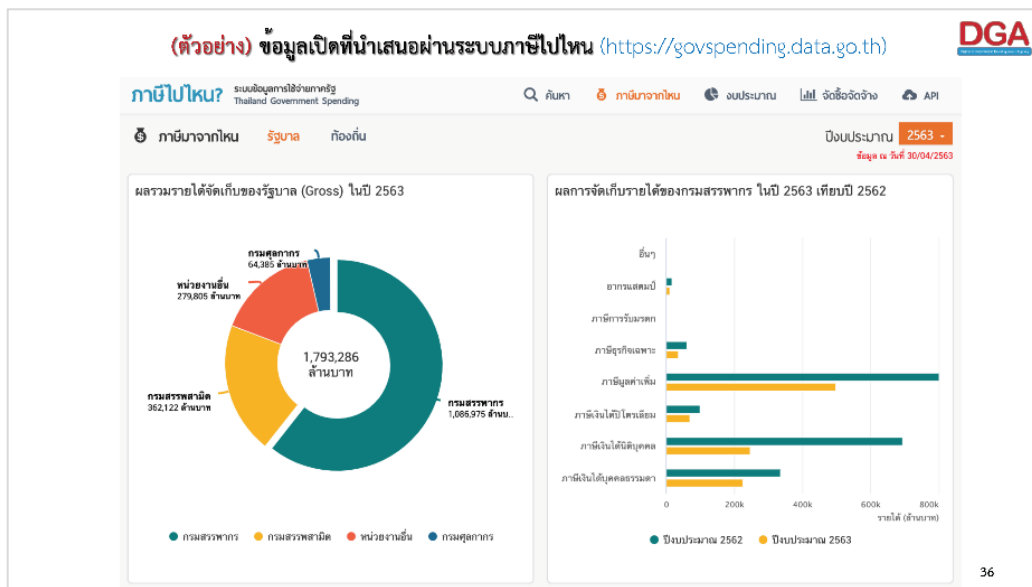 (ตัวอย่าง) ข้อมูลเปิดที่นำเสนอผ่านระบบภาษีไปไหน (https://govspending.data.go.th)
DGA
ภาษีไปไหน?
ระบบข้อมูลการใช้จ่ายภาครัฐ
Thailand Government Spending
ค้นหา
ภาษีมาจากไหน
งบประมาณ
จัดซื้อจัดจ้าง
API
ภาษีมาจากไหน
รัฐบาล
ท้องถิ่น
ปีงบประมาณ
2563
ข้อมูล ณ วันที่ 30/04/2563
ผลรวมรายได้จัดเก็บของรัฐบาล (Gross) ในปี 2563
กรมศุลกากร
64,385 ล้านบาท
หน่วยงานอื่น
279,805 ล้านบาท
1,793,286
ล้านบาท
กรมสรรพสามิต
362,122 ล้านบาท
กรมสรรพากร
1,086,975 ล้านบ..
กรมสรรพากร
กรมสรรพสามิต
หน่วยงานอื่น
กรมศุลกากร
ผลการจัดเก็บรายได้ของกรมสรรพากร ในปี 2563 เทียบปี 2562
อื่นๆ
อากรแสตมป์
ภาษีการรับมรดก
ภาษีธุรกิจเฉพาะ
ภาษีมูลค่าเพิ่ม
ภาษีเงินได้ปิโตรเลียม
ภาษีเงินได้นิติบุคคล
ภาษีเงินได้บุคคลธรรมดา
0
200k
400k
600k
800k
รายได้ (ล้านบาท)
ปีงบประมาณ 2562
ปีงบประมาณ 2563
36